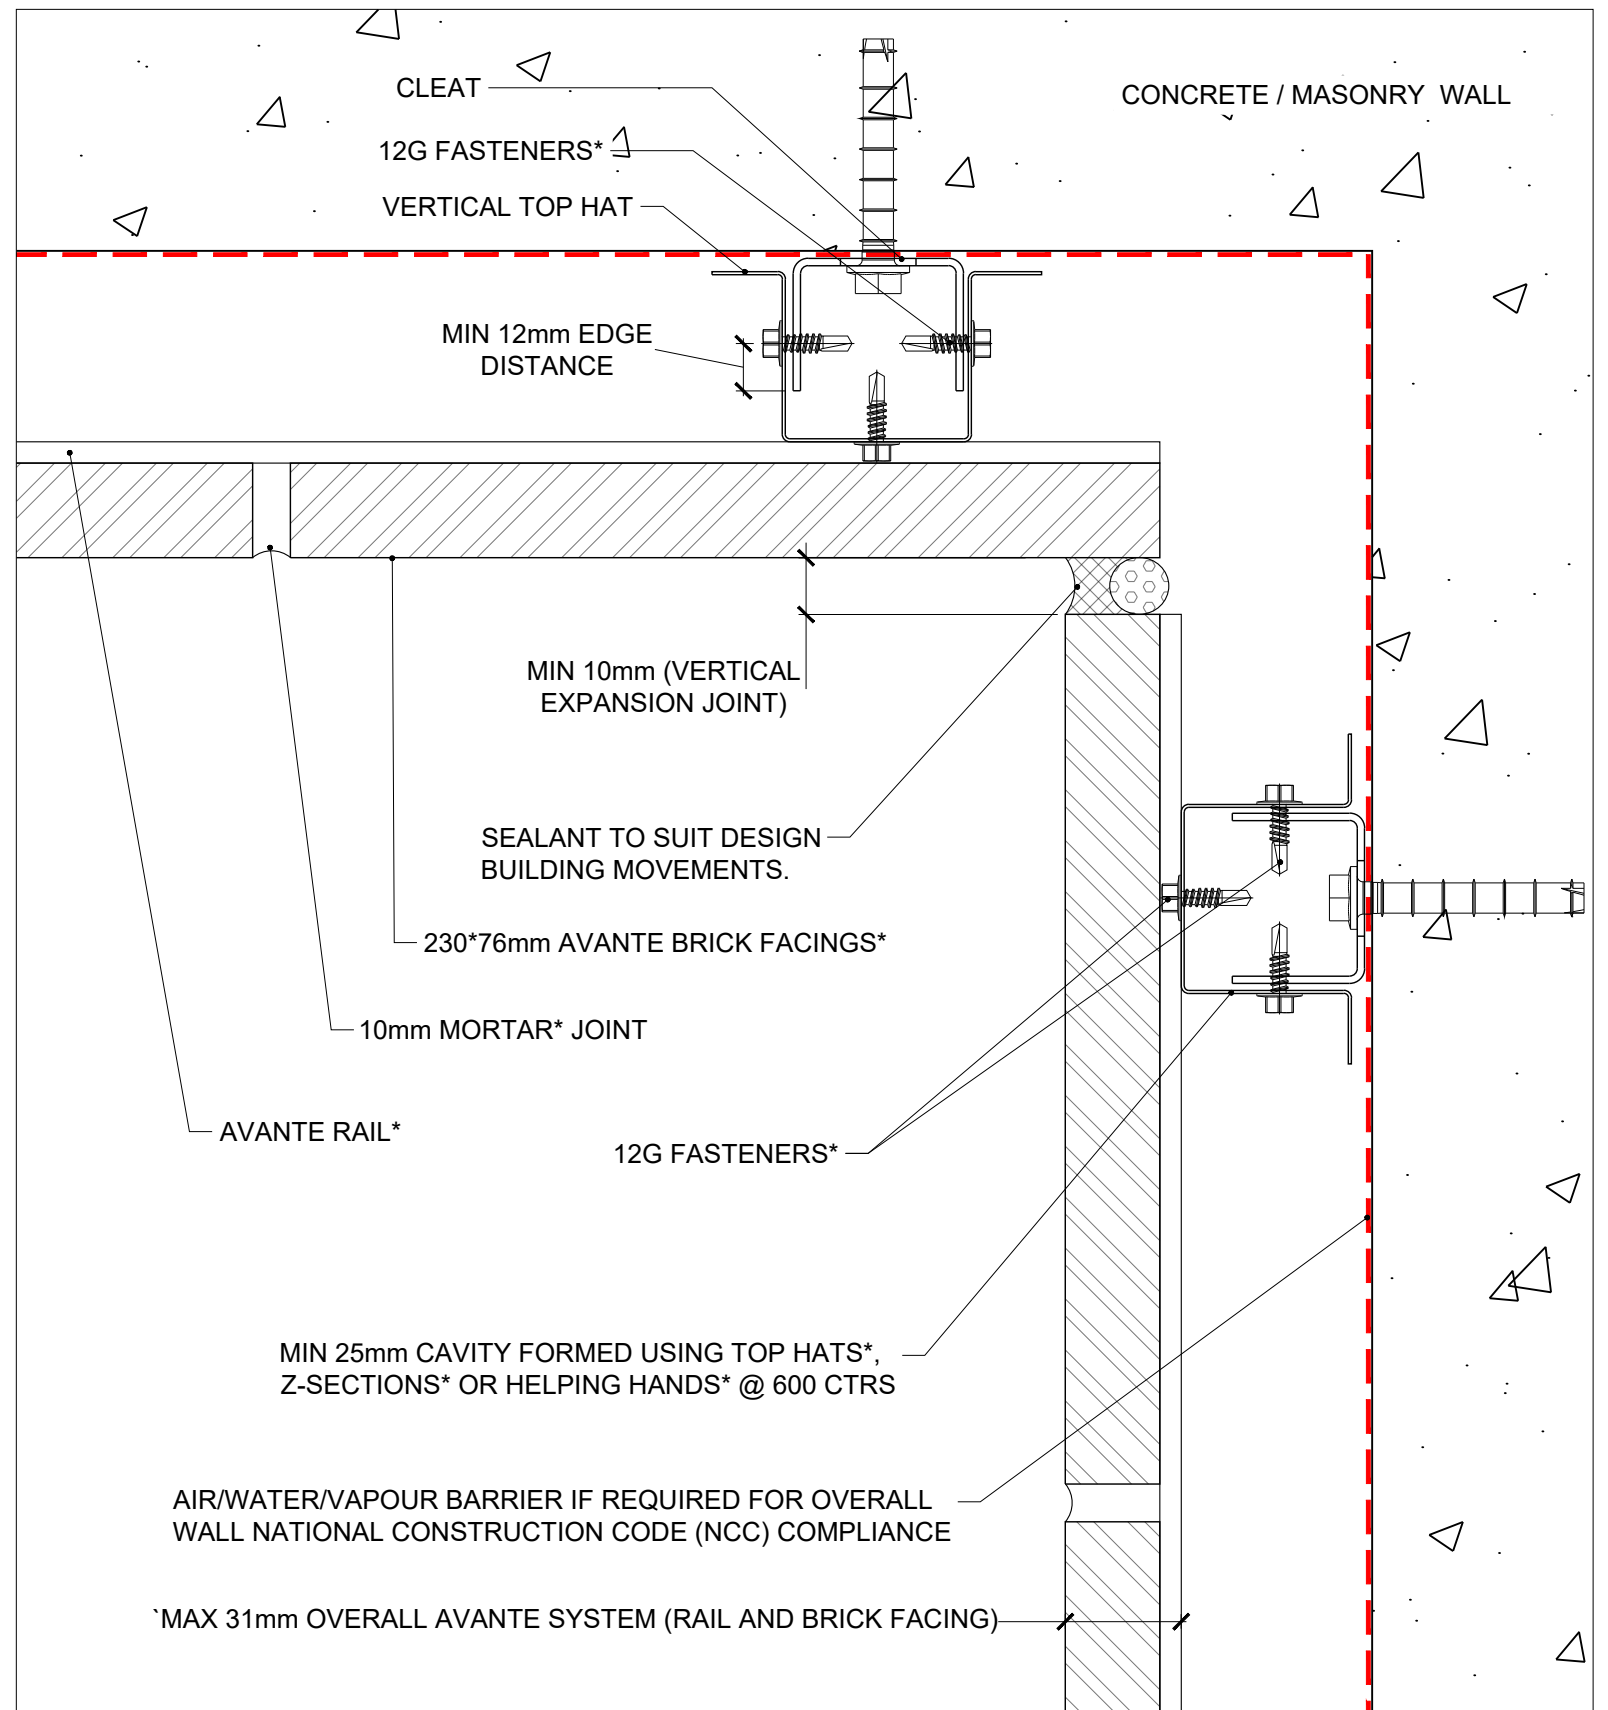 CLEAT
CONCRETE / MASONRY WALL
12G FASTENERS*
VERTICAL TOP HAT
MIN 12mm EDGE
DISTANCE
MIN 10mm (VERTICAL
EXPANSION JOINT)
SEALANT TO SUIT DESIGN
BUILDING MOVEMENTS.
230*76mm AVANTE BRICK FACINGS*
10mm MORTAR* JOINT
AVANTE RAIL*
12G FASTENERS*
MIN 25mm CAVITY FORMED USING TOP HATS*,
Z-SECTIONS* OR HELPING HANDS* @ 600 CTRS
AIR/WATER/VAPOUR BARRIER IF REQUIRED FOR OVERALL
WALL NATIONAL CONSTRUCTION CODE (NCC) COMPLIANCE
`MAX 31mm OVERALL AVANTE SYSTEM (RAIL AND BRICK FACING)